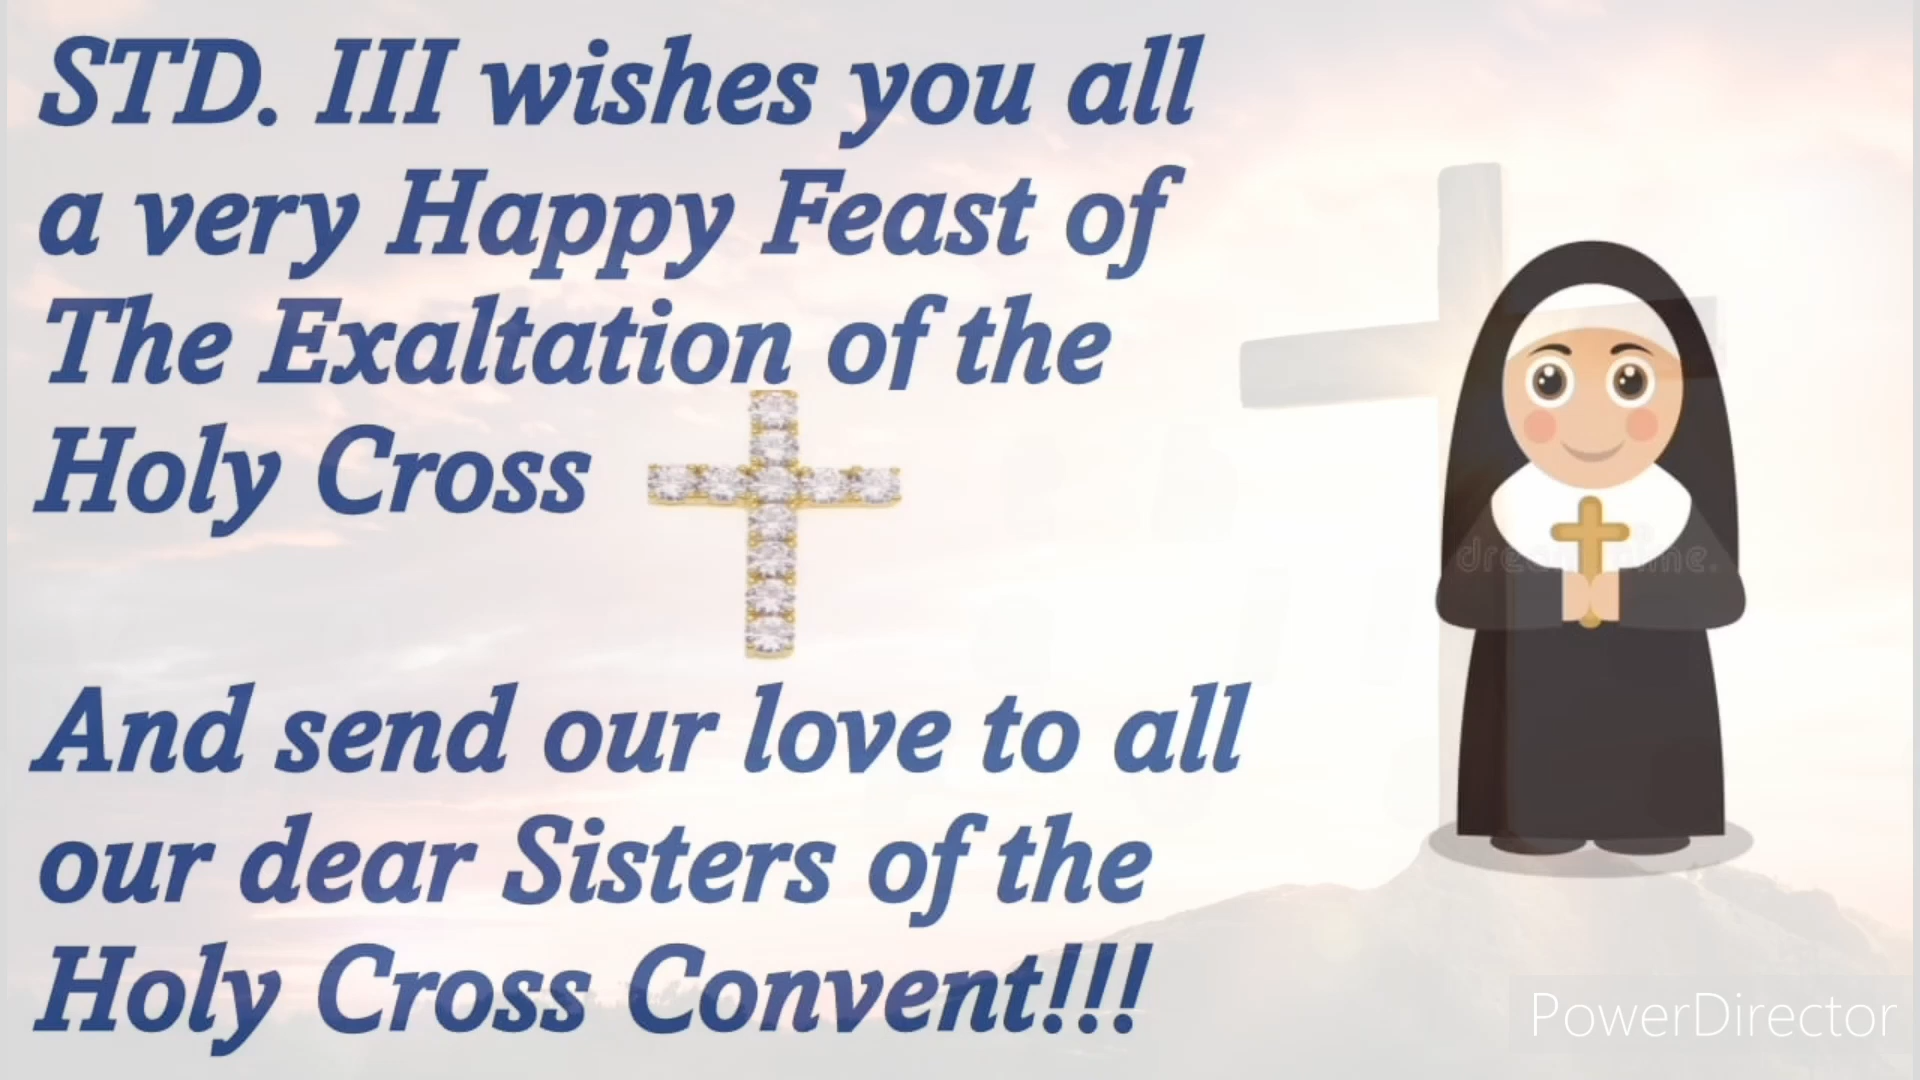 STD. III wishes you all
a very Happy Feast of
The Exaltation of the
Holy Cross
And send our love to all
our dear Sisters of the
Holy Cross Convent!!!
dreamstime.
PowerDirector